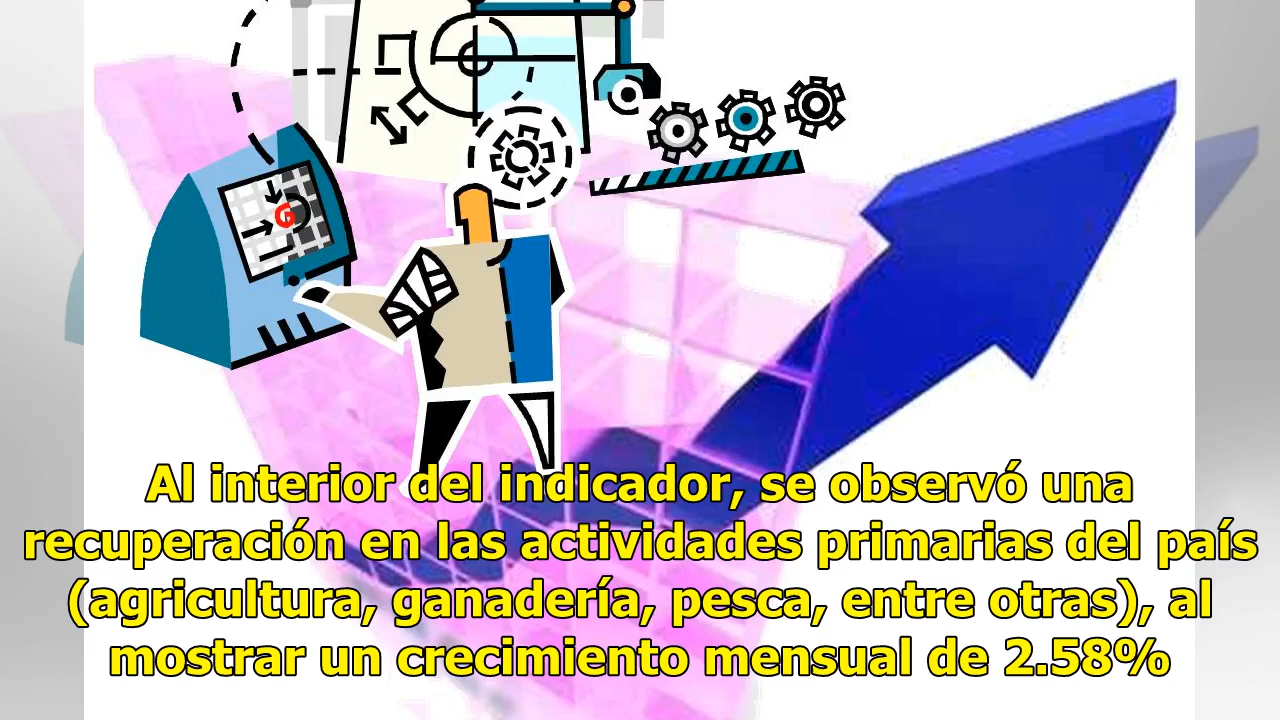 G
Al interior del indicador, se observó una
recuperación en las actividades primarias del país
(agricultura, ganadería, pesca, entre otras), al
mostrar un crecimiento mensual de 2.58%